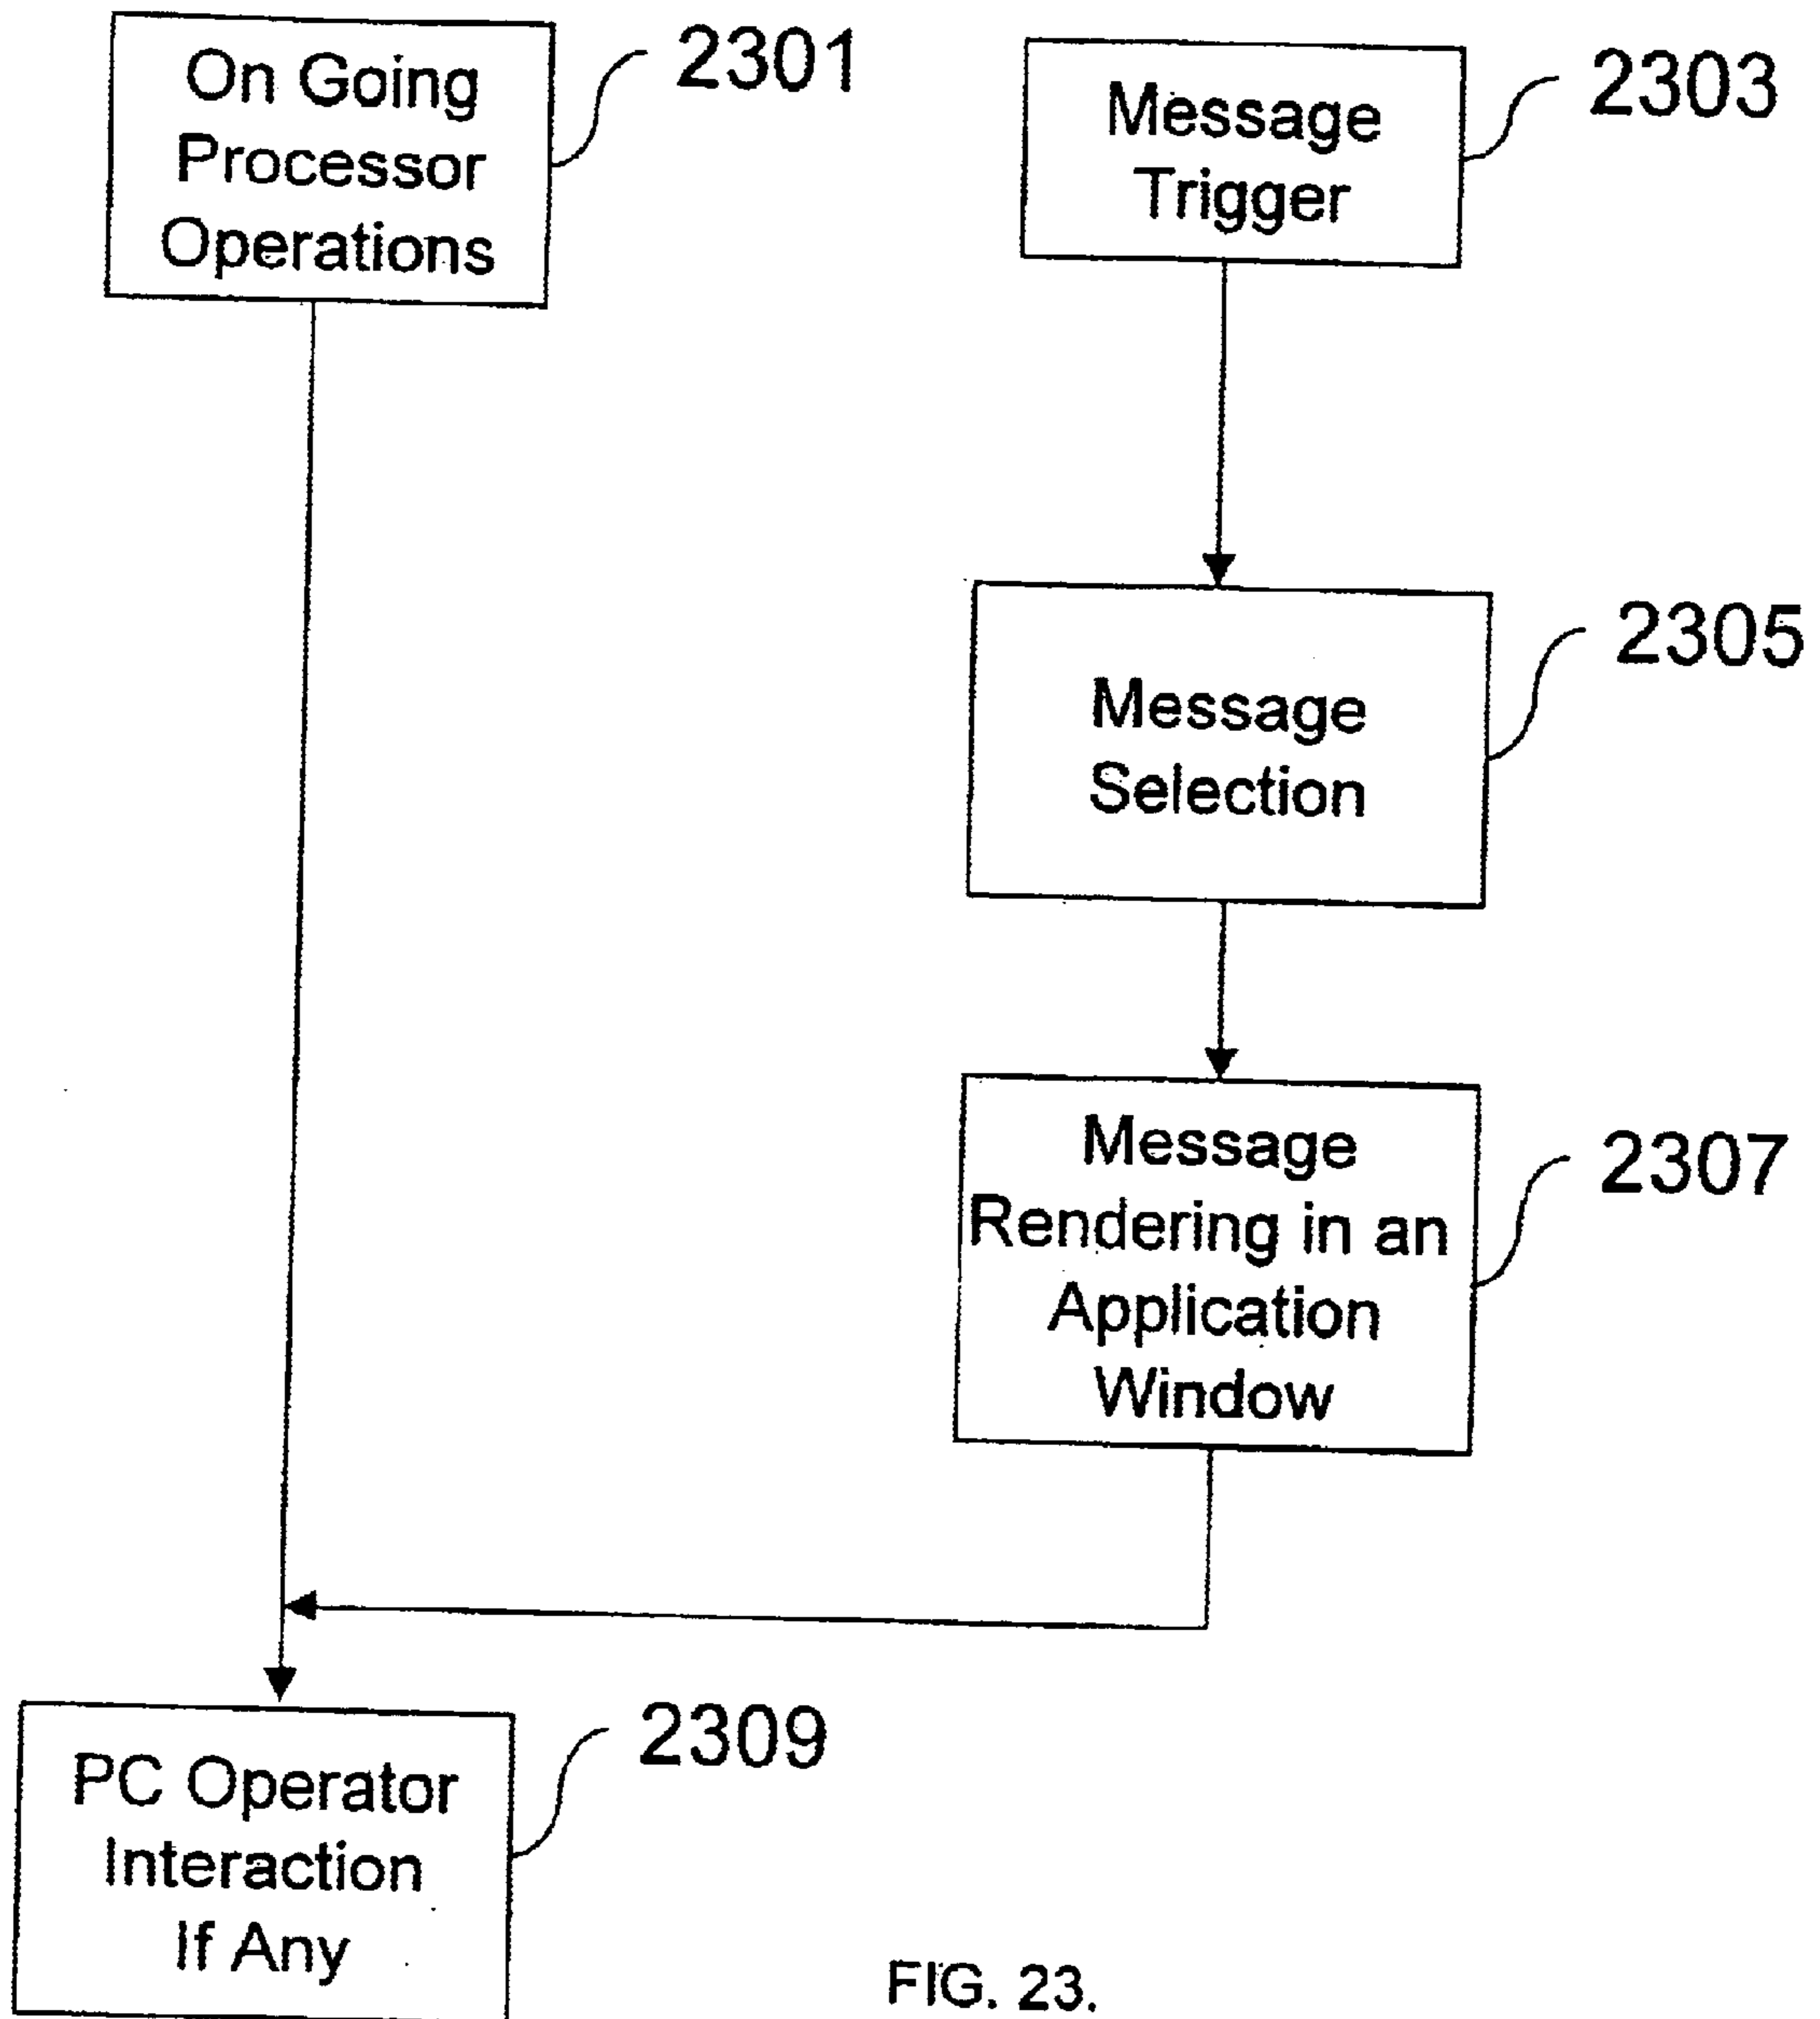 On Going
Processor
Operations
2301
Message
Trigger
2303
Message
Selection
2305
Message
Rendering in an
Application
Window
2307
PC Operator
Interaction
If Any
2309
FIG. 23.